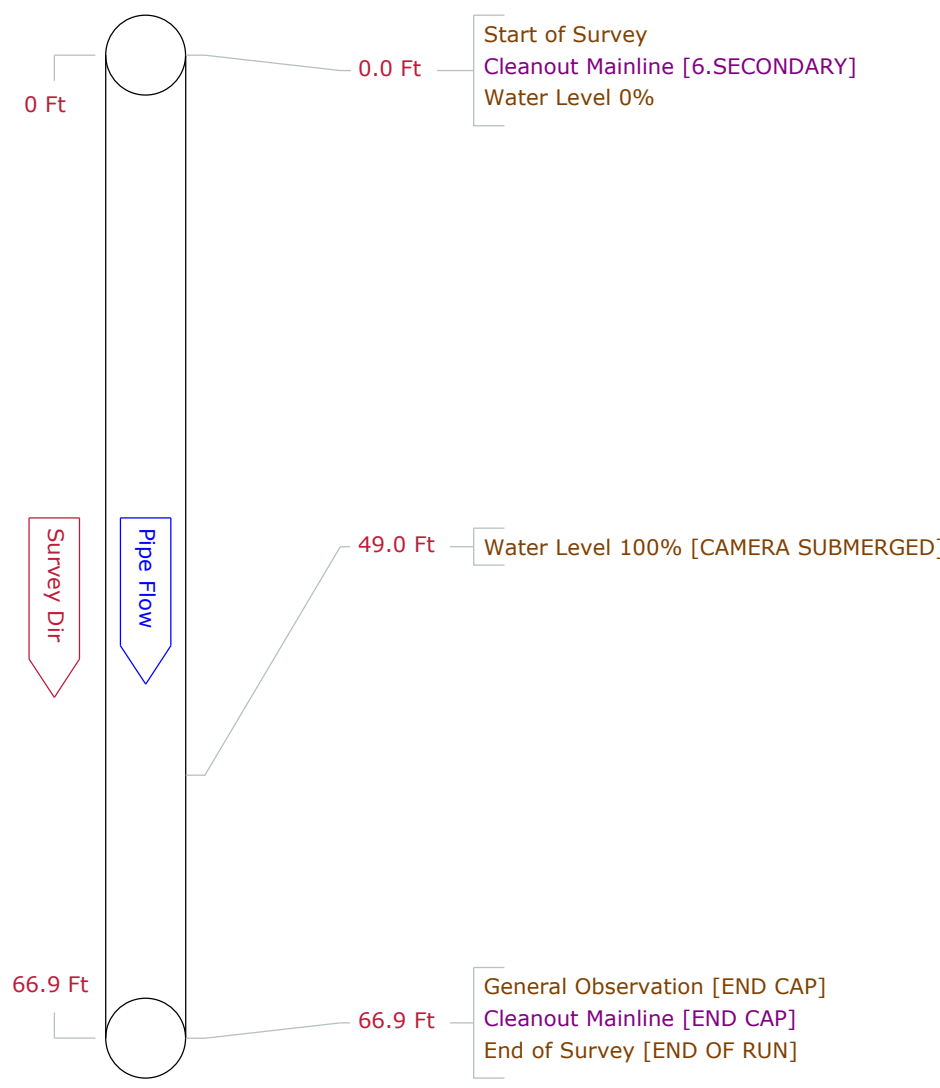 Start of Survey
0.0 Ft
Cleanout Mainline [6.SECONDARY]
0 Ft
Water Level 0%
Survey Dir
Pipe Flow
49.0 Ft
Water Level 100% [CAMERA SUBMERGED]
66.9 Ft
General Observation [END CAP]
66.9 Ft
Cleanout Mainline [END CAP]
End of Survey [END OF RUN]